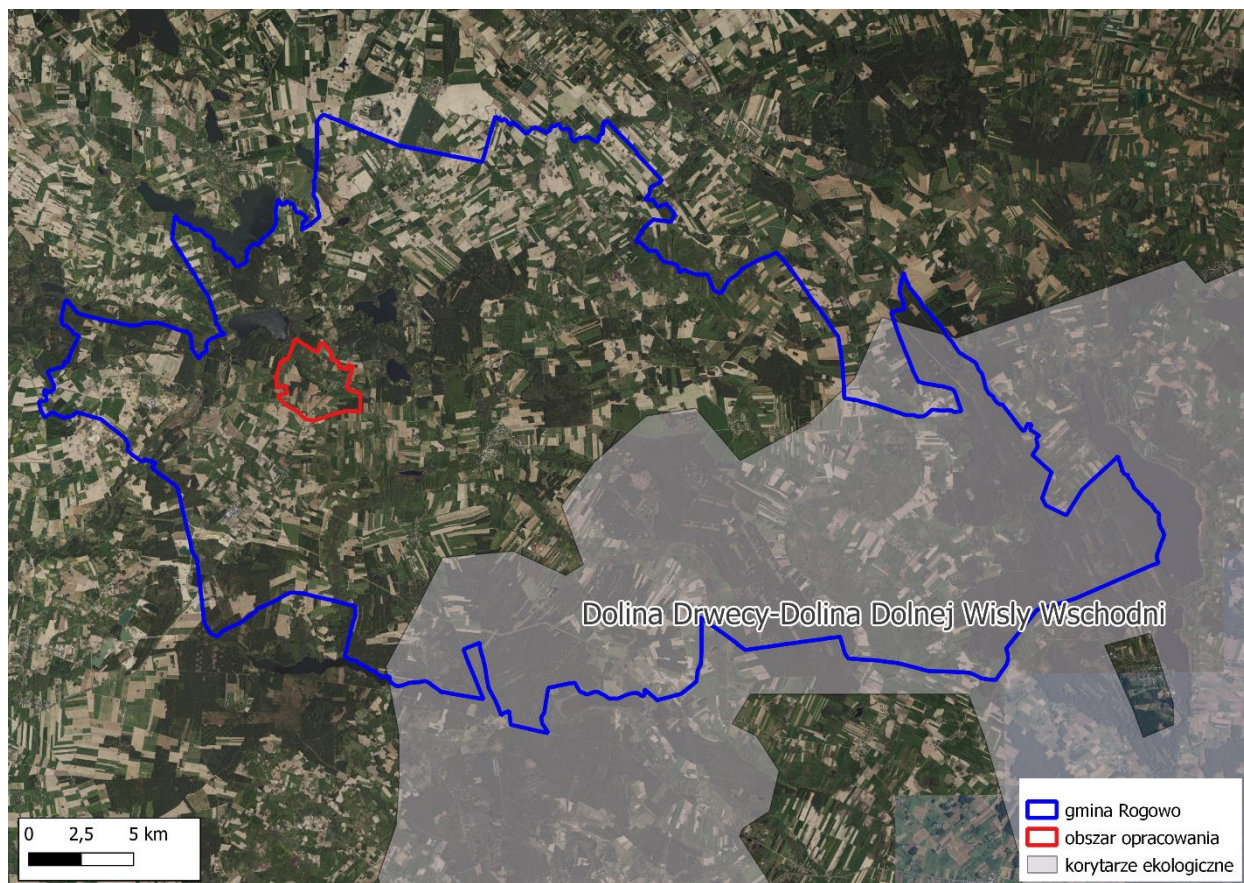 Dolina Drwecy-Dolina Dolnej Wisly Wschodni
0 2,5 5 km
gmina Rogowo
obszar opracowania
korytarze ekologiczne